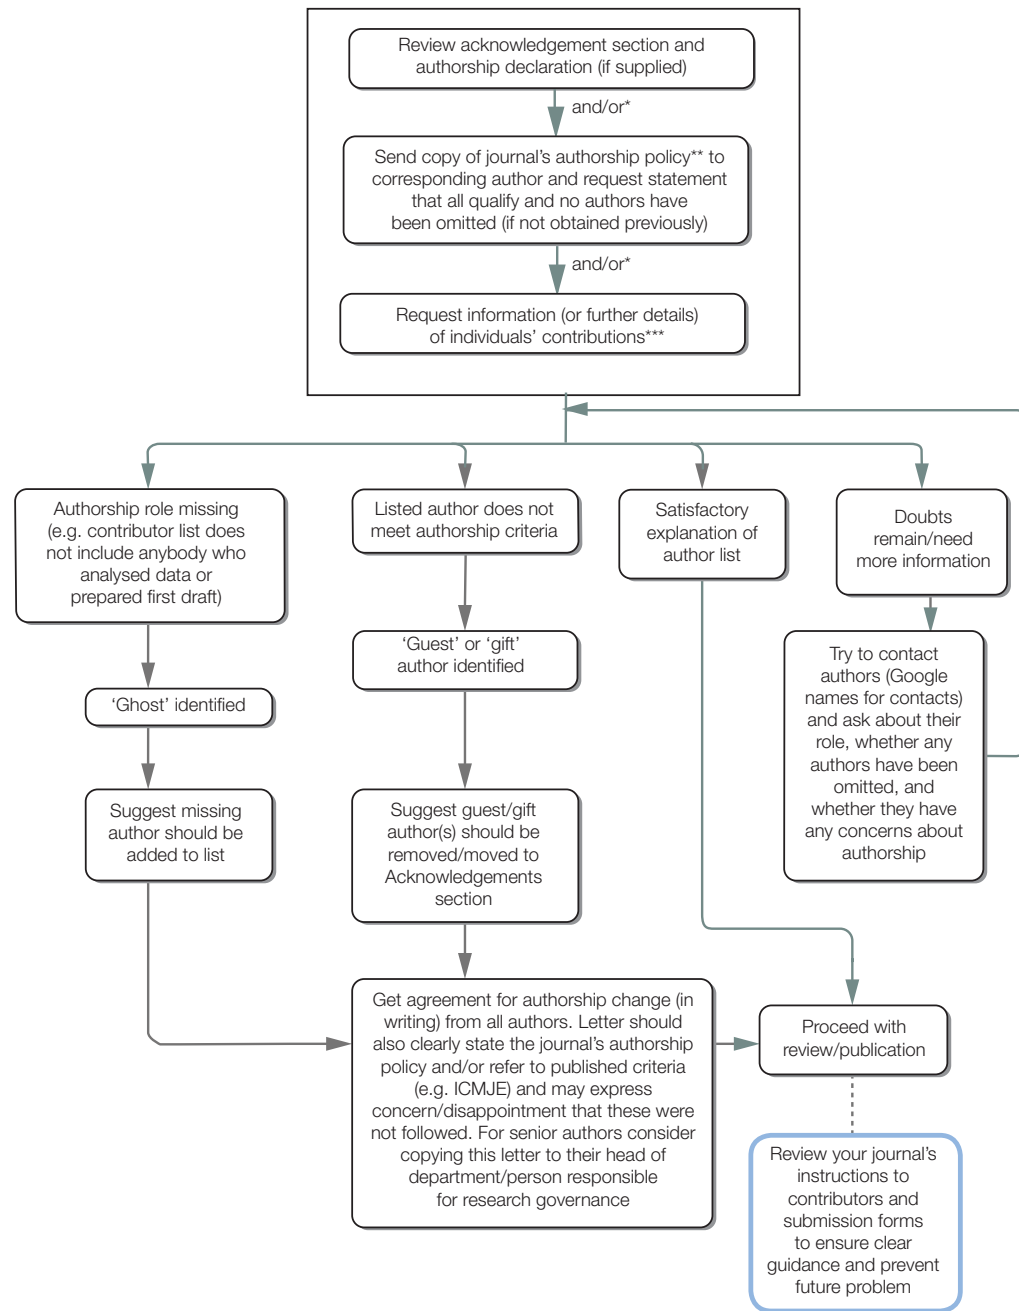 Review acknowledgement section and
authorship declaration (if supplied)
and/or*
Send copy of journal’s authorship policy** to
corresponding author and request statement
that all qualify and no authors have
been omitted (if not obtained previously)
and/or*
Request information (or further details)
of individuals’ contributions***
Authorship role missing
(e.g. contributor list does
not include anybody who
analysed data or
prepared first draft)
Listed author does not
meet authorship criteria
Satisfactory
explanation of
author list
Doubts
remain/need
more information
‘Ghost’ identified
‘Guest’ or ‘gift’
author identified
Try to contact
authors (Google
names for contacts)
and ask about their
role, whether any
authors have been
omitted, and
whether they have
any concerns about
authorship
Suggest missing
author should be
added to list
Suggest guest/gift
author(s) should be
removed/moved to
Acknowledgements
section
Get agreement for authorship change (in
writing) from all authors. Letter should
also clearly state the journal’s authorship
policy and/or refer to published criteria
(e.g. ICMJE) and may express
concern/disappointment that these were
not followed. For senior authors consider
copying this letter to their head of
department/person responsible
for research governance
Proceed with
review/publication
Review your journal’s
instructions to
contributors and
submission forms
to ensure clear
guidance and prevent
future problem